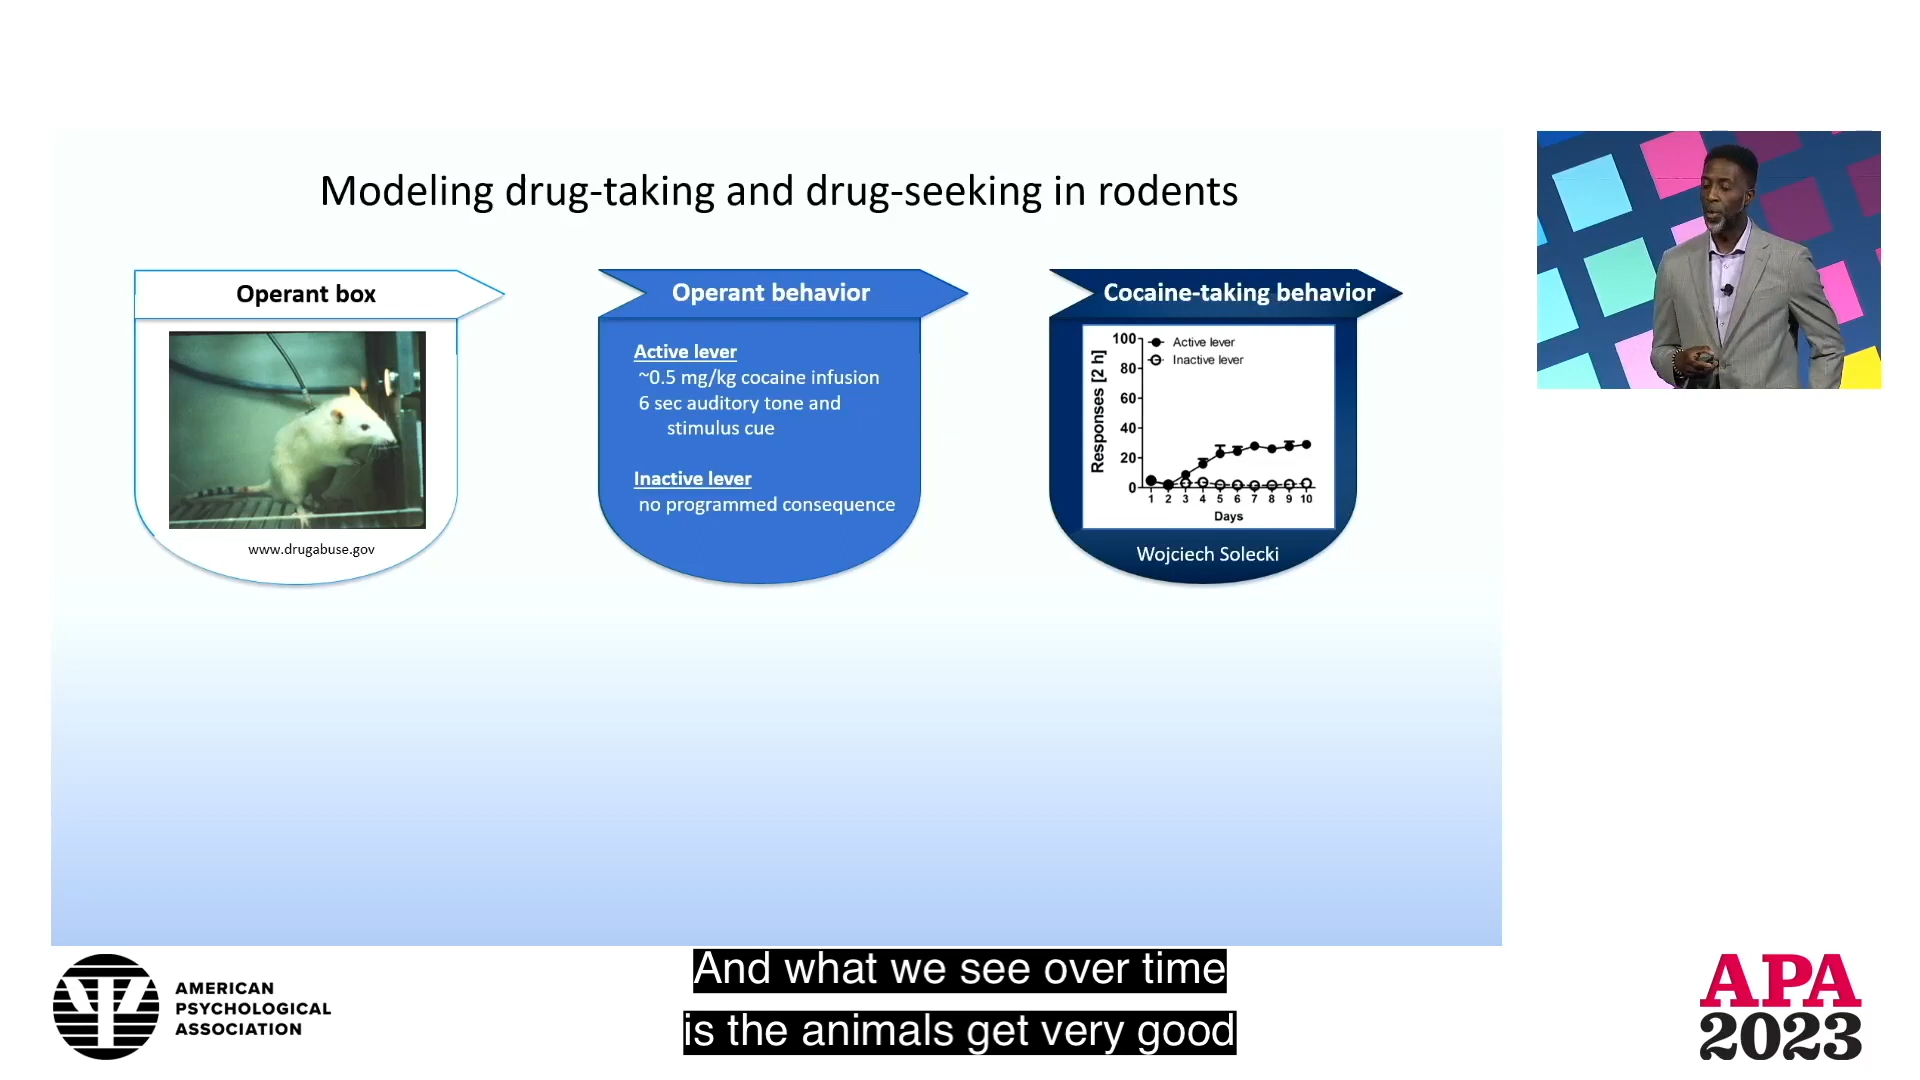 Modeling drug-taking and drug-seeking in rodents
Operant box
www.drugabuse.gov
Operant behavior
Active lever
~0.5 mg/kg cocaine infusion
6 sec auditory tone and
stimulus cue
Inactive lever
no programmed consequence
Cocaine-taking behavior
Active lever
Inactive lever
Responses [2 h]
100
80
60
40
20
0
1 2 3 4 5 6 7 8 9 10
Days
Wojciech Solecki
AMERICAN
PSYCHOLOGICAL
ASSOCIATION
And what we see over time
is the animals get very good
APA
2023